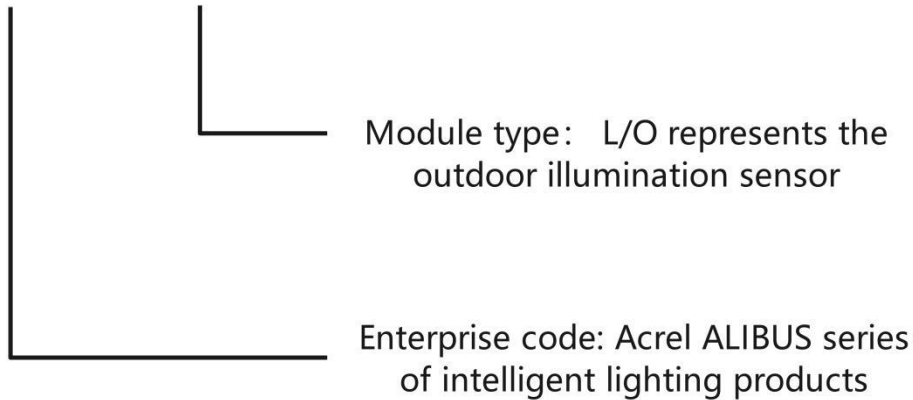 Module type： L/O represents the
outdoor illumination sensor
Enterprise code: Acrel ALIBUS series
of intelligent lighting products